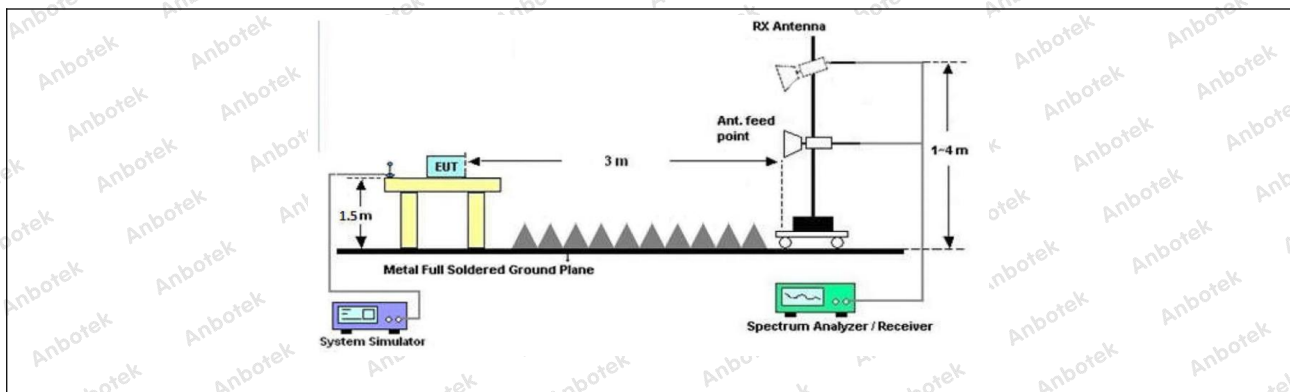 RX Antenna
Ant. feed
point
EUT
3 m
1~4 m
1.5 m
Metal Full Soldered Ground Plane
System Simulator
Spectrum Analyzer / Receiver
Anbotek